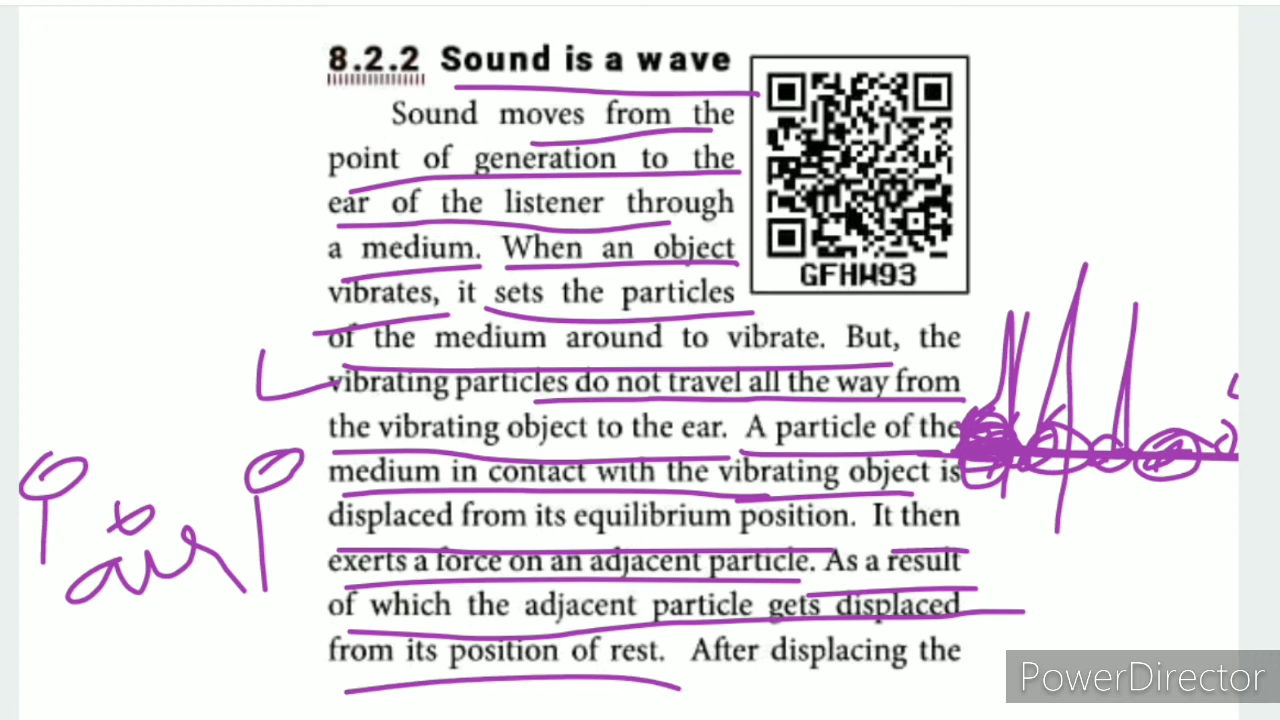 8.2.2 Sound is a wave
Sound moves from the
point of generation to the
ear of the listener through
a medium. When an object
vibrates, it sets the particles
of the medium around to vibrate. But, the
vibrating particles do not travel all the way from
the vibrating object to the ear. A particle of the
medium in contact with the vibrating object is
displaced from its equilibrium position. It then
exerts a force on an adjacent particle. As a result
of which the adjacent particle gets displaced
from its position of rest. After displacing the
GFHW93
air
PowerDirector